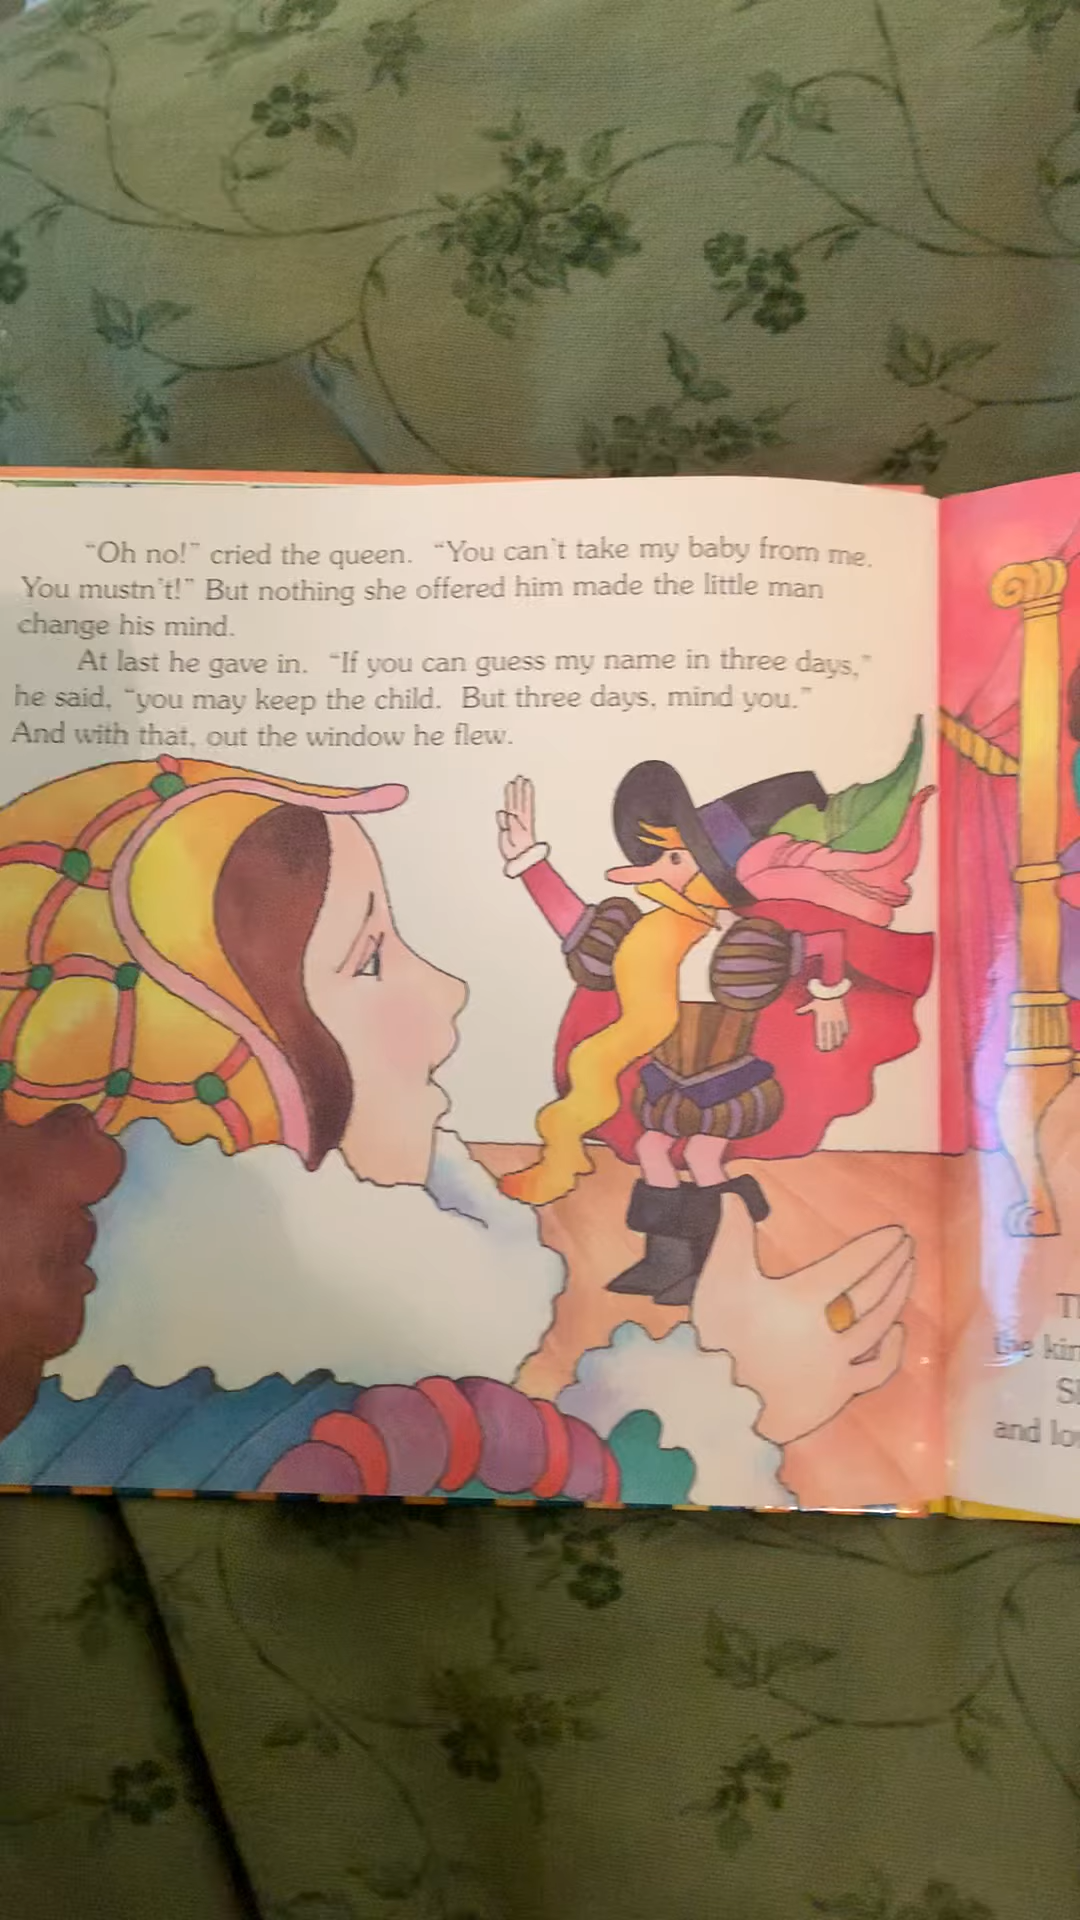 “Oh no!” cried the queen. “You can't take my baby from me.
You mustn't!” But nothing she offered him made the little man
change his mind.
At last he gave in. “If you can guess my name in three days,”
he said, “you may keep the child. But three days, mind you.”
And with that, out the window he flew.
the
and